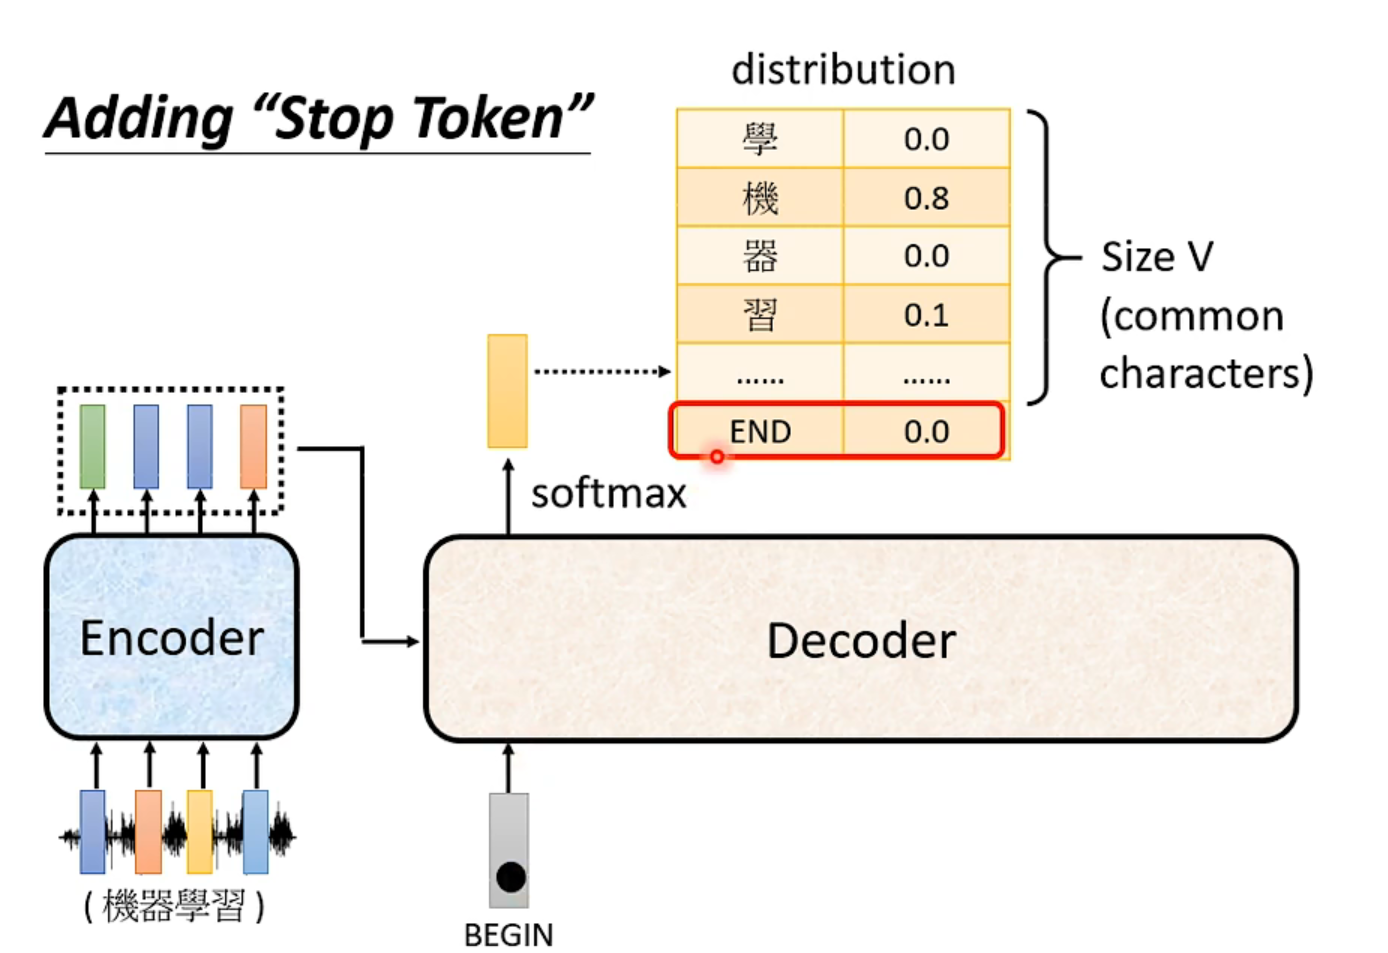 Adding “Stop Token”
distribution
學 0.0
機 0.8
器 0.0
習 0.1
...... ......
END 0.0
Size V
(common
characters)
softmax
Encoder
Decoder
( 機器學習 )
BEGIN